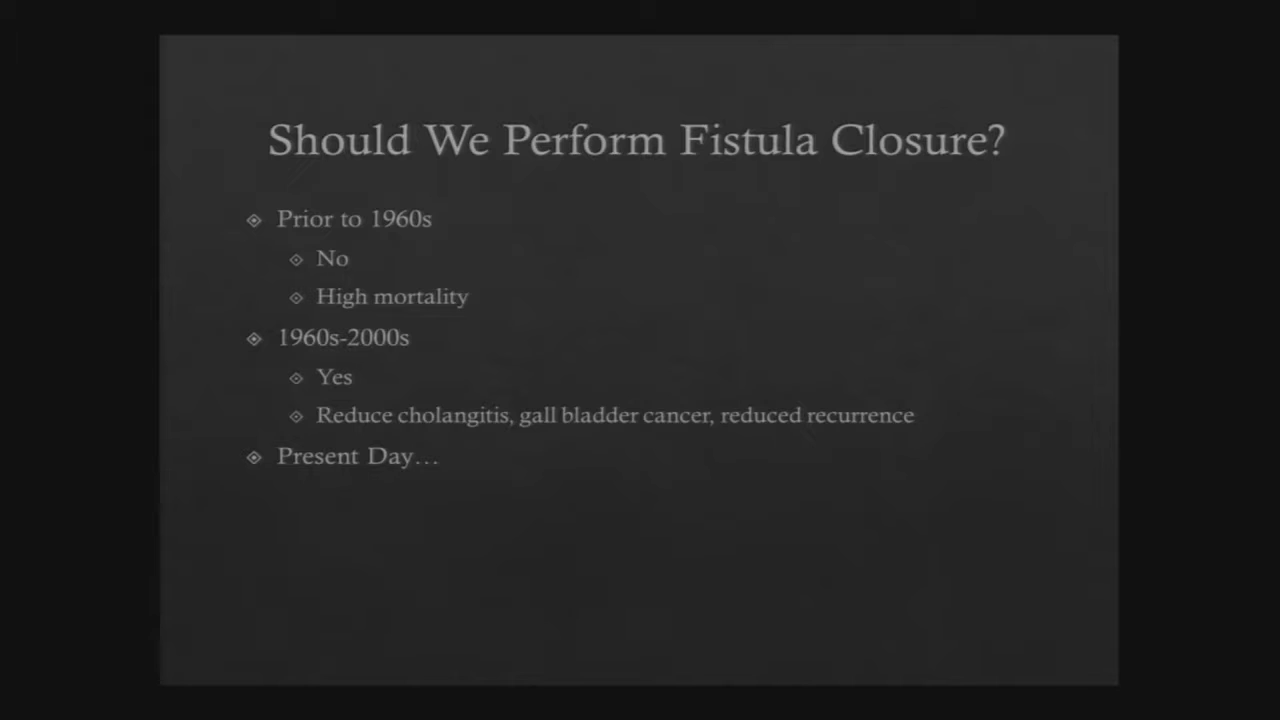 Should We Perform Fistula Closure?
Prior to 1960s
No
High mortality
1960s-2000s
Yes
Reduce cholangitis, gall bladder cancer, reduced recurrence
Present Day…